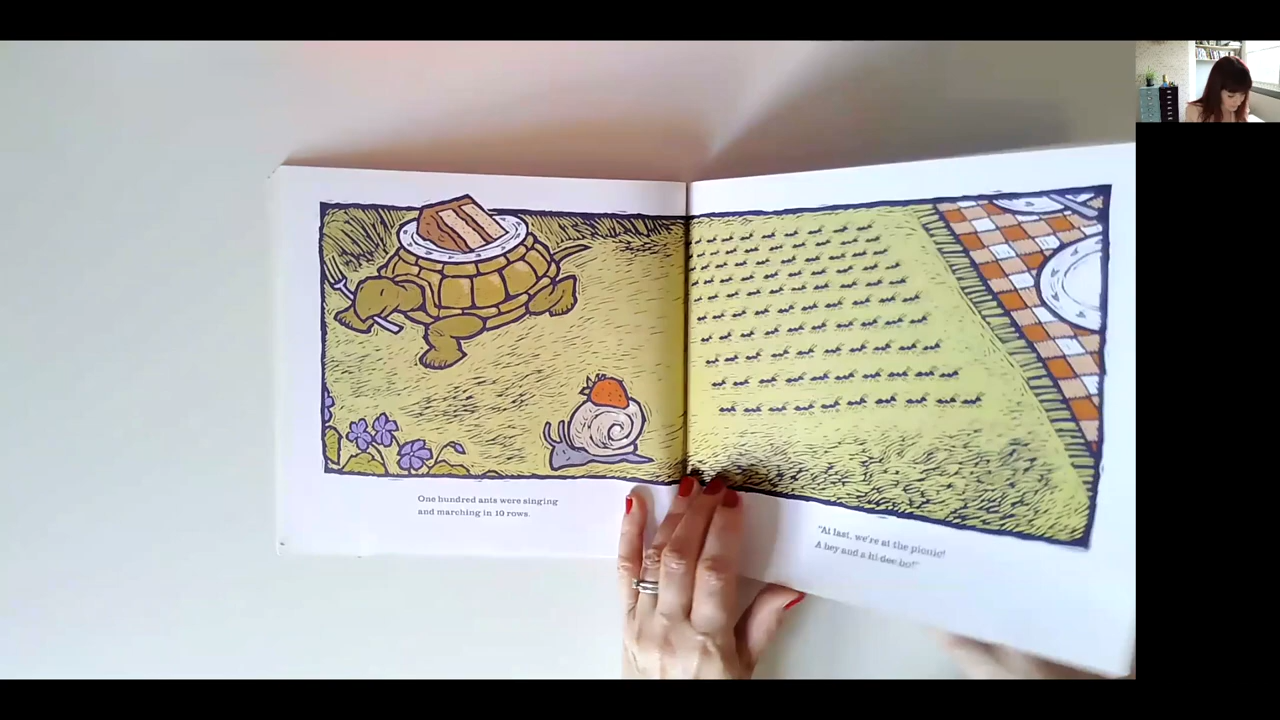 One hundred ants were singing
and marching in 10 rows.
"At last, we're at the picnic!
A hey and a hi dee ho!"